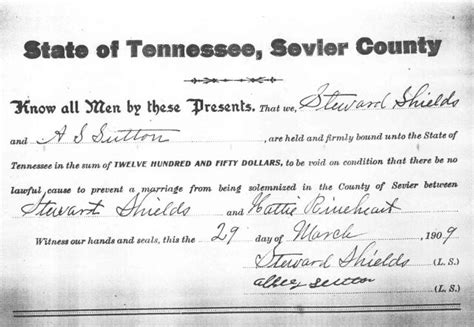 State of Tennessee, Sevier County
Know all Men by these Presents. That we, Steward Shields
and A S Sutton are held and firmly bound unto the State of
Tennessee in the sum of TWELVE HUNDRED AND FIFTY DOLLARS, to be void on condition that there be no
lawful cause to prevent a marriage from being solemnized in the County of Sevier between
Stewart Shields and Hattie Rineheart
Witness our hands and seals, this the 29 day of March 1909
Steward Shields (L. S.)
Sutton (L. S.)